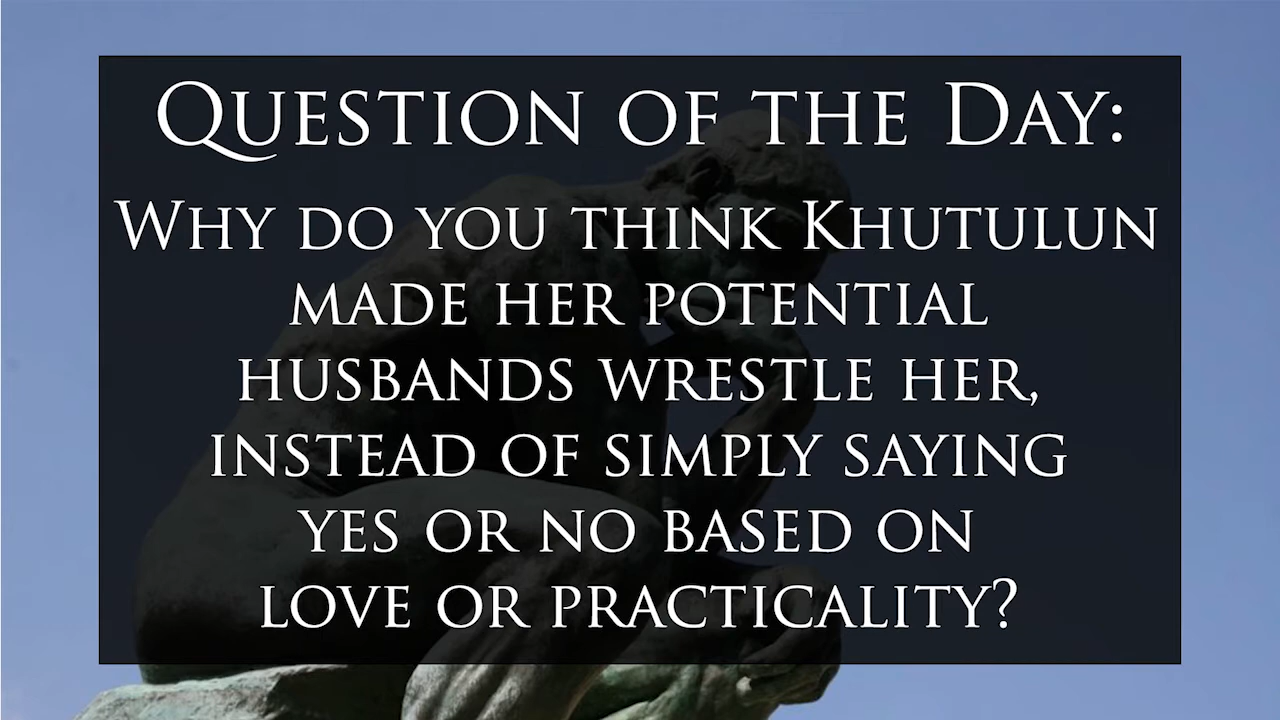 Question of the Day:
Why do you think Khutulun
made her potential
husbands wrestle her,
instead of simply saying
yes or no based on
love or practicality?